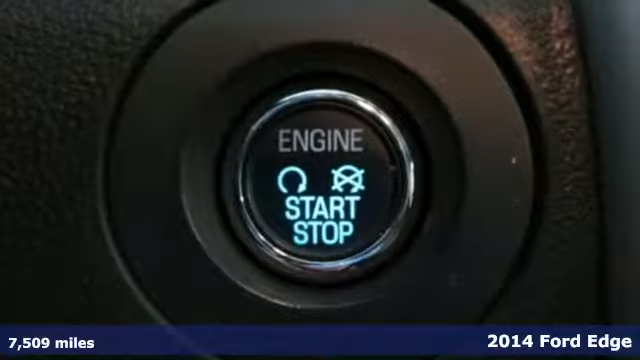 ENGINE
START
STOP
7,509 miles
2014 Ford Edge